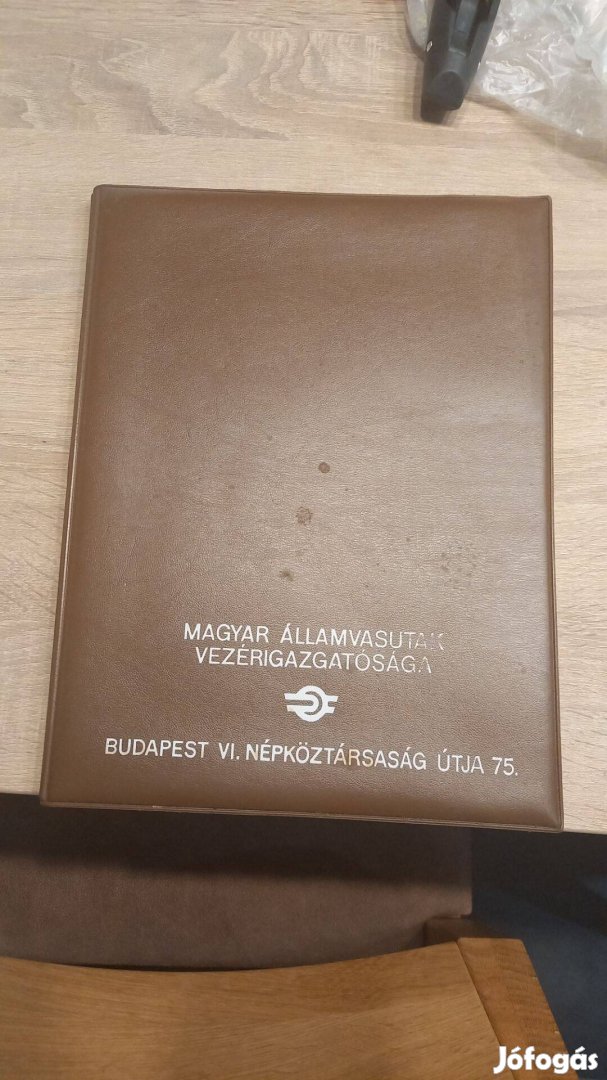 MAGYAR ÁLLAMVASUTAK
VEZÉRIGAZGATÓSÁGA
BUDAPEST VI. NÉPKÖZTÁRSASÁG ÚTJA 75.
Jófogás